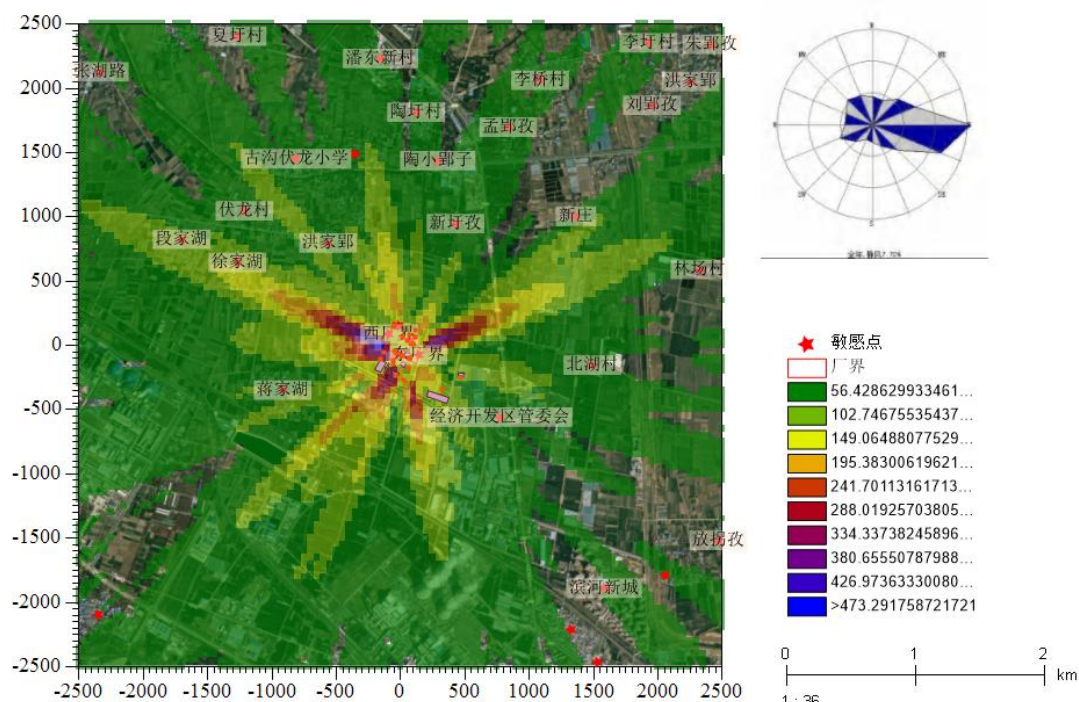 2500
2000
1500
1000
500
0
-500
-1000
-1500
-2000
-2500
-2500 -2000 -1500 -1000 -500 0 500 1000 1500 2000 2500
夏圩村
潘东新村
李圩村
朱郢孜
张湖路
李桥村
洪家郢
刘郢孜
陶圩村
孟郢孜
古沟伏龙小学
陶小郢子
伏龙村
新圩孜
新庄
段家湖
洪家郢
徐家湖
林场村
西厂界
东厂界
北湖村
蒋家湖
经济开发区管委会
放拐孜
滨河新城
敏感点
厂界
56.428629933461...
102.74675535437...
149.06488077529...
195.38300619621...
241.70113161713...
288.01925703805...
334.33738245896...
380.65550787988...
426.97363330080...
>473.291758721721
0 1 2
km